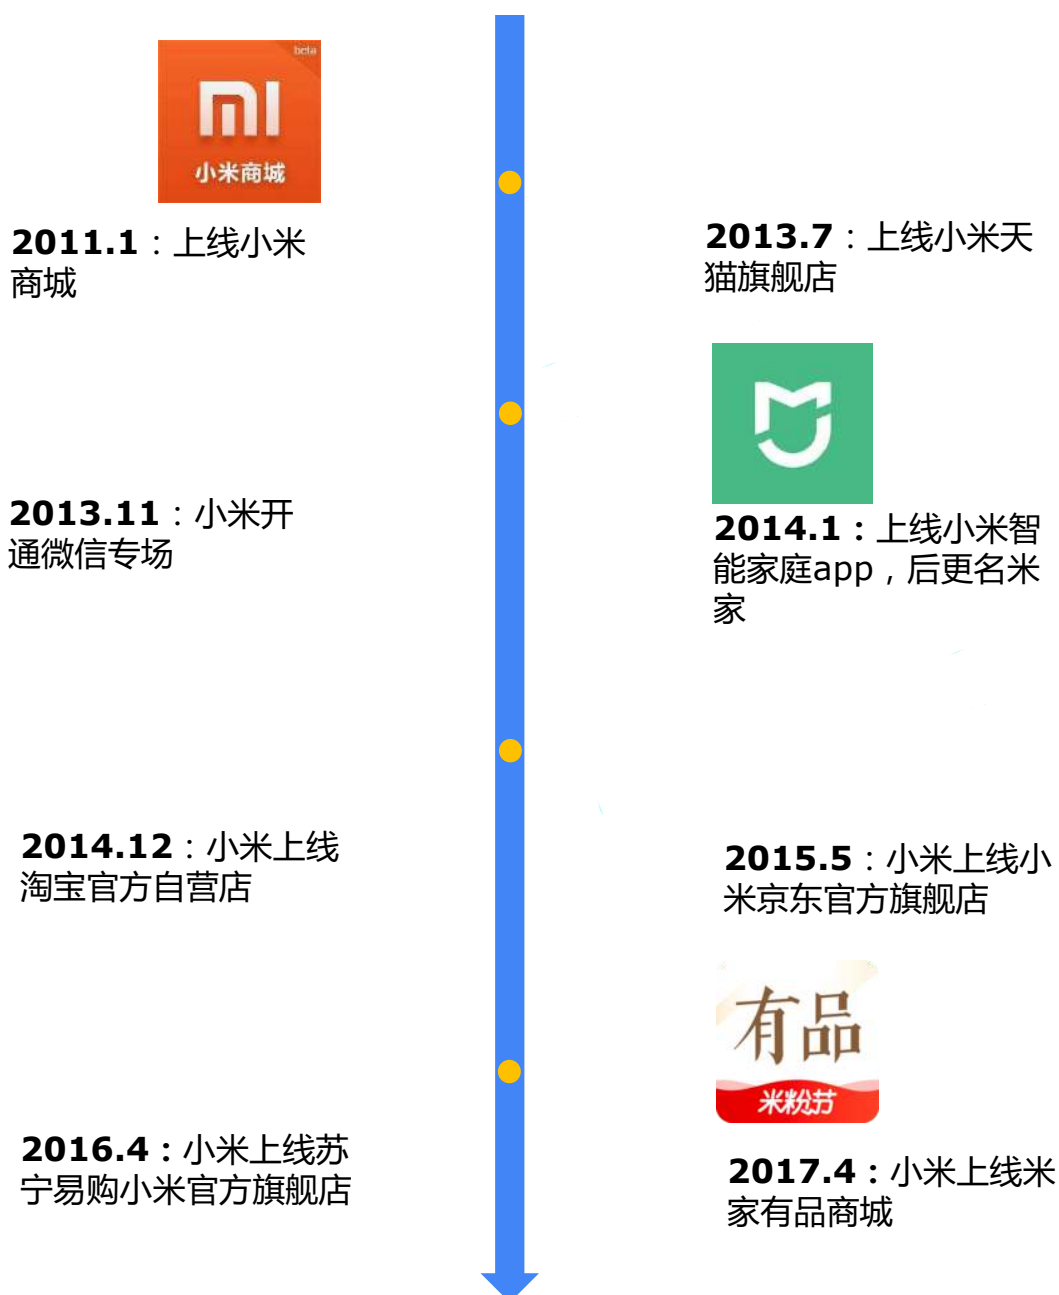 beta
小米商城
2011.1：上线小米
商城
2013.7：上线小米天
猫旗舰店
2013.11：小米开
通微信专场
2014.1：上线小米智
能家庭app，后更名米
家
2014.12：小米上线
淘宝官方自营店
2015.5：小米上线小
米京东官方旗舰店
有品
米粉节
2016.4：小米上线苏
宁易购小米官方旗舰店
2017.4：小米上线米
家有品商城